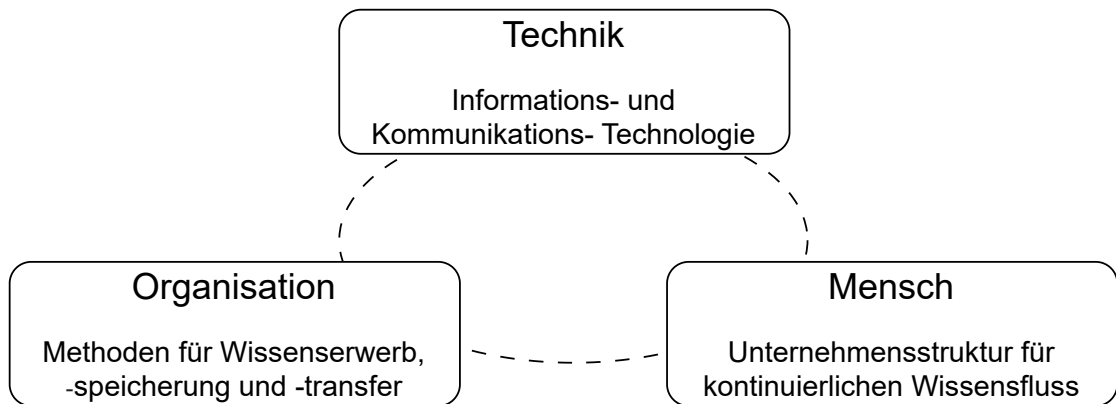 Technik
Informations- und
Kommunikations- Technologie
Organisation
Methoden für Wissenserwerb,
-speicherung und -transfer
Mensch
Unternehmensstruktur für
kontinuierlichen Wissensfluss